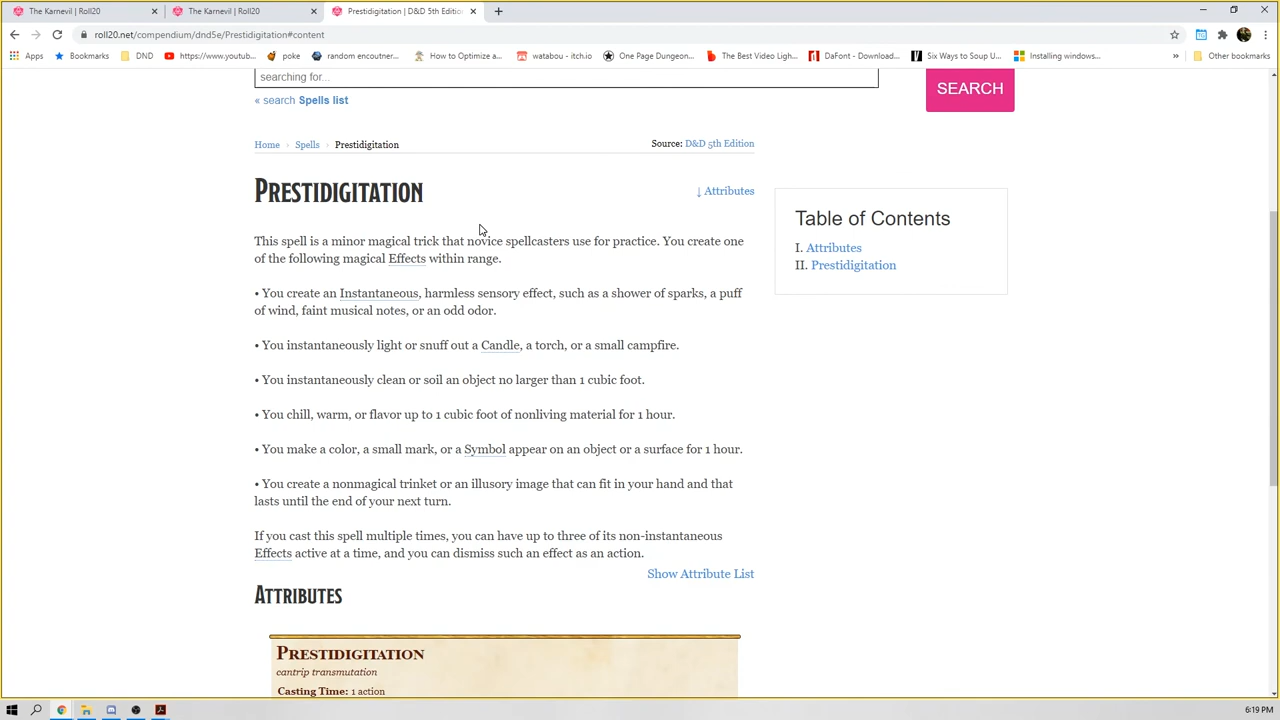 The Karnevil | Roll20
The Karnevil | Roll20
Prestidigitation | D&D 5th Editio
roll20.net/compendium/dnd5e/Prestidigitation#content
Apps
Bookmarks
DND
https://www.youtube...
poke
random encoutner...
How to Optimize a...
watabou - itch.io
One Page Dungeon...
The Best Video Ligh...
DaFont - Download...
Six Ways to Soup U...
Installing windows...
»
Other bookmarks
searching for...
SEARCH
« search Spells list
Home › Spells › Prestidigitation
Source: D&D 5th Edition
PRESTIDIGITATION
↓ Attributes
This spell is a minor magical trick that novice spellcasters use for practice. You create one
of the following magical Effects within range.
• You create an Instantaneous, harmless sensory effect, such as a shower of sparks, a puff
of wind, faint musical notes, or an odd odor.
• You instantaneously light or snuff out a Candle, a torch, or a small campfire.
• You instantaneously clean or soil an object no larger than 1 cubic foot.
• You chill, warm, or flavor up to 1 cubic foot of nonliving material for 1 hour.
• You make a color, a small mark, or a Symbol appear on an object or a surface for 1 hour.
• You create a nonmagical trinket or an illusory image that can fit in your hand and that
lasts until the end of your next turn.
If you cast this spell multiple times, you can have up to three of its non-instantaneous
Effects active at a time, and you can dismiss such an effect as an action.
Show Attribute List
ATTRIBUTES
PRESTIDIGITATION
cantrip transmutation
Casting Time: 1 action
Table of Contents
I. Attributes
II. Prestidigitation
6:19 PM